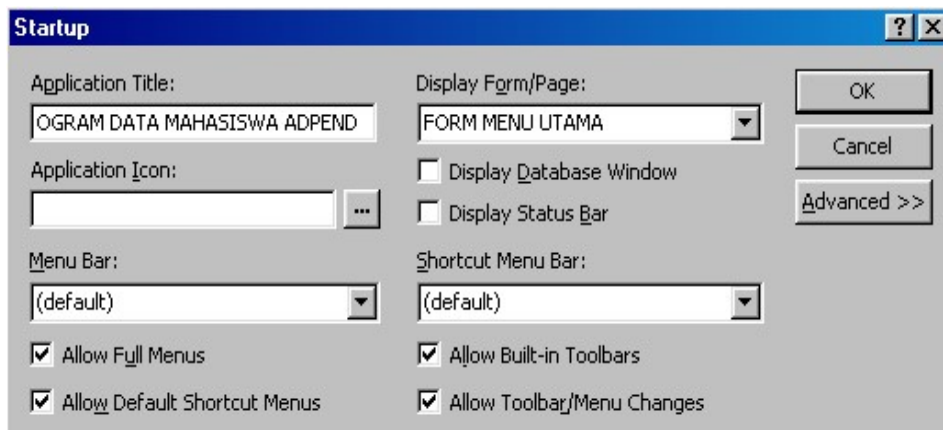 Startup
Application Title:
OGRAM DATA MAHASISWA ADPEND
Application Icon:
...
Menu Bar:
(default)
Allow Full Menus
Allow Default Shortcut Menus
Display Form/Page:
FORM MENU UTAMA
Display Database Window
Display Status Bar
Shortcut Menu Bar:
(default)
Allow Built-in Toolbars
Allow Toolbar/Menu Changes
OK
Cancel
Advanced >>